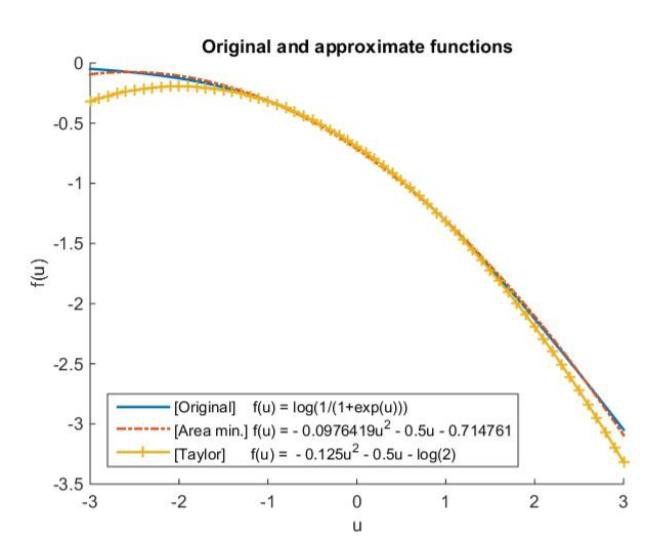 Original and approximate functions
0
-0.5
-1
-1.5
-2
-2.5
-3
-3.5
f(u)
[Original] f(u) = log(1/(1+exp(u)))
[Area min.] f(u) = - 0.0976419u² - 0.5u - 0.714761
[Taylor] f(u) = - 0.125u² - 0.5u - log(2)
-3 -2 -1 0 1 2 3
u